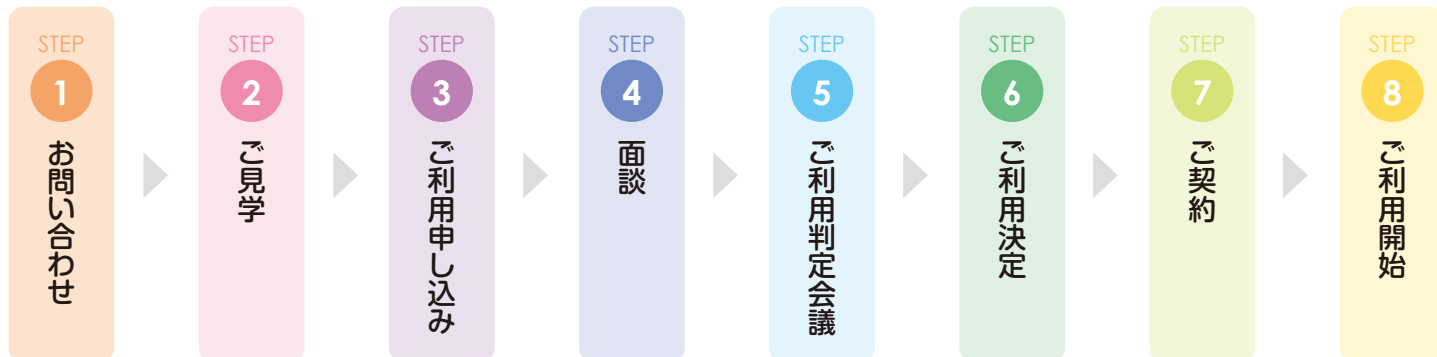 STEP
1
お問い合わせ
STEP
2
ご見学
STEP
3
ご利用申し込み
STEP
4
面談
STEP
5
ご利用判定会議
STEP
6
ご利用決定
STEP
7
ご契約
STEP
8
ご利用開始